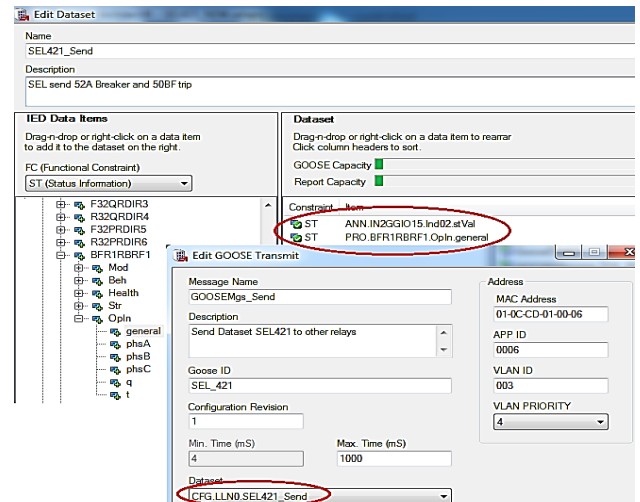 Edit Dataset
Name
SEL421_Send
Description
SEL send 52A Breaker and 50BF trip
IED Data Items
Drag-n-drop or right-click on a data item
to add it to the dataset on the right.
FC (Functional Constraint)
ST (Status Information)
F32QRDIR3
R32QRDIR4
F32PRDIR5
R32PRDIR6
BFR1RBRF1
Mod
Beh
Health
Str
OpIn
general
phsA
phsB
phsC
q
t
Dataset
Drag-n-drop or right-click on a data item to rearrar
Click column headers to sort.
GOOSE Capacity
Report Capacity
Constraint Item
ST ANN.IN2GGIO15.Ind02.stVal
ST PRO.BFR1RBRF1.OpIn.general
Edit GOOSE Transmit
Message Name
GOOSEMgs_Send
Description
Send Dataset SEL421 to other relays
Goose ID
SEL_421
Configuration Revision
1
Min. Time (mS) Max. Time (mS)
4 1000
Dataset
CFG.LLN0.SEL421_Send
Address
MAC Address
01-0C-CD-01-00-06
APP ID
0006
VLAN ID
003
VLAN PRIORITY
4